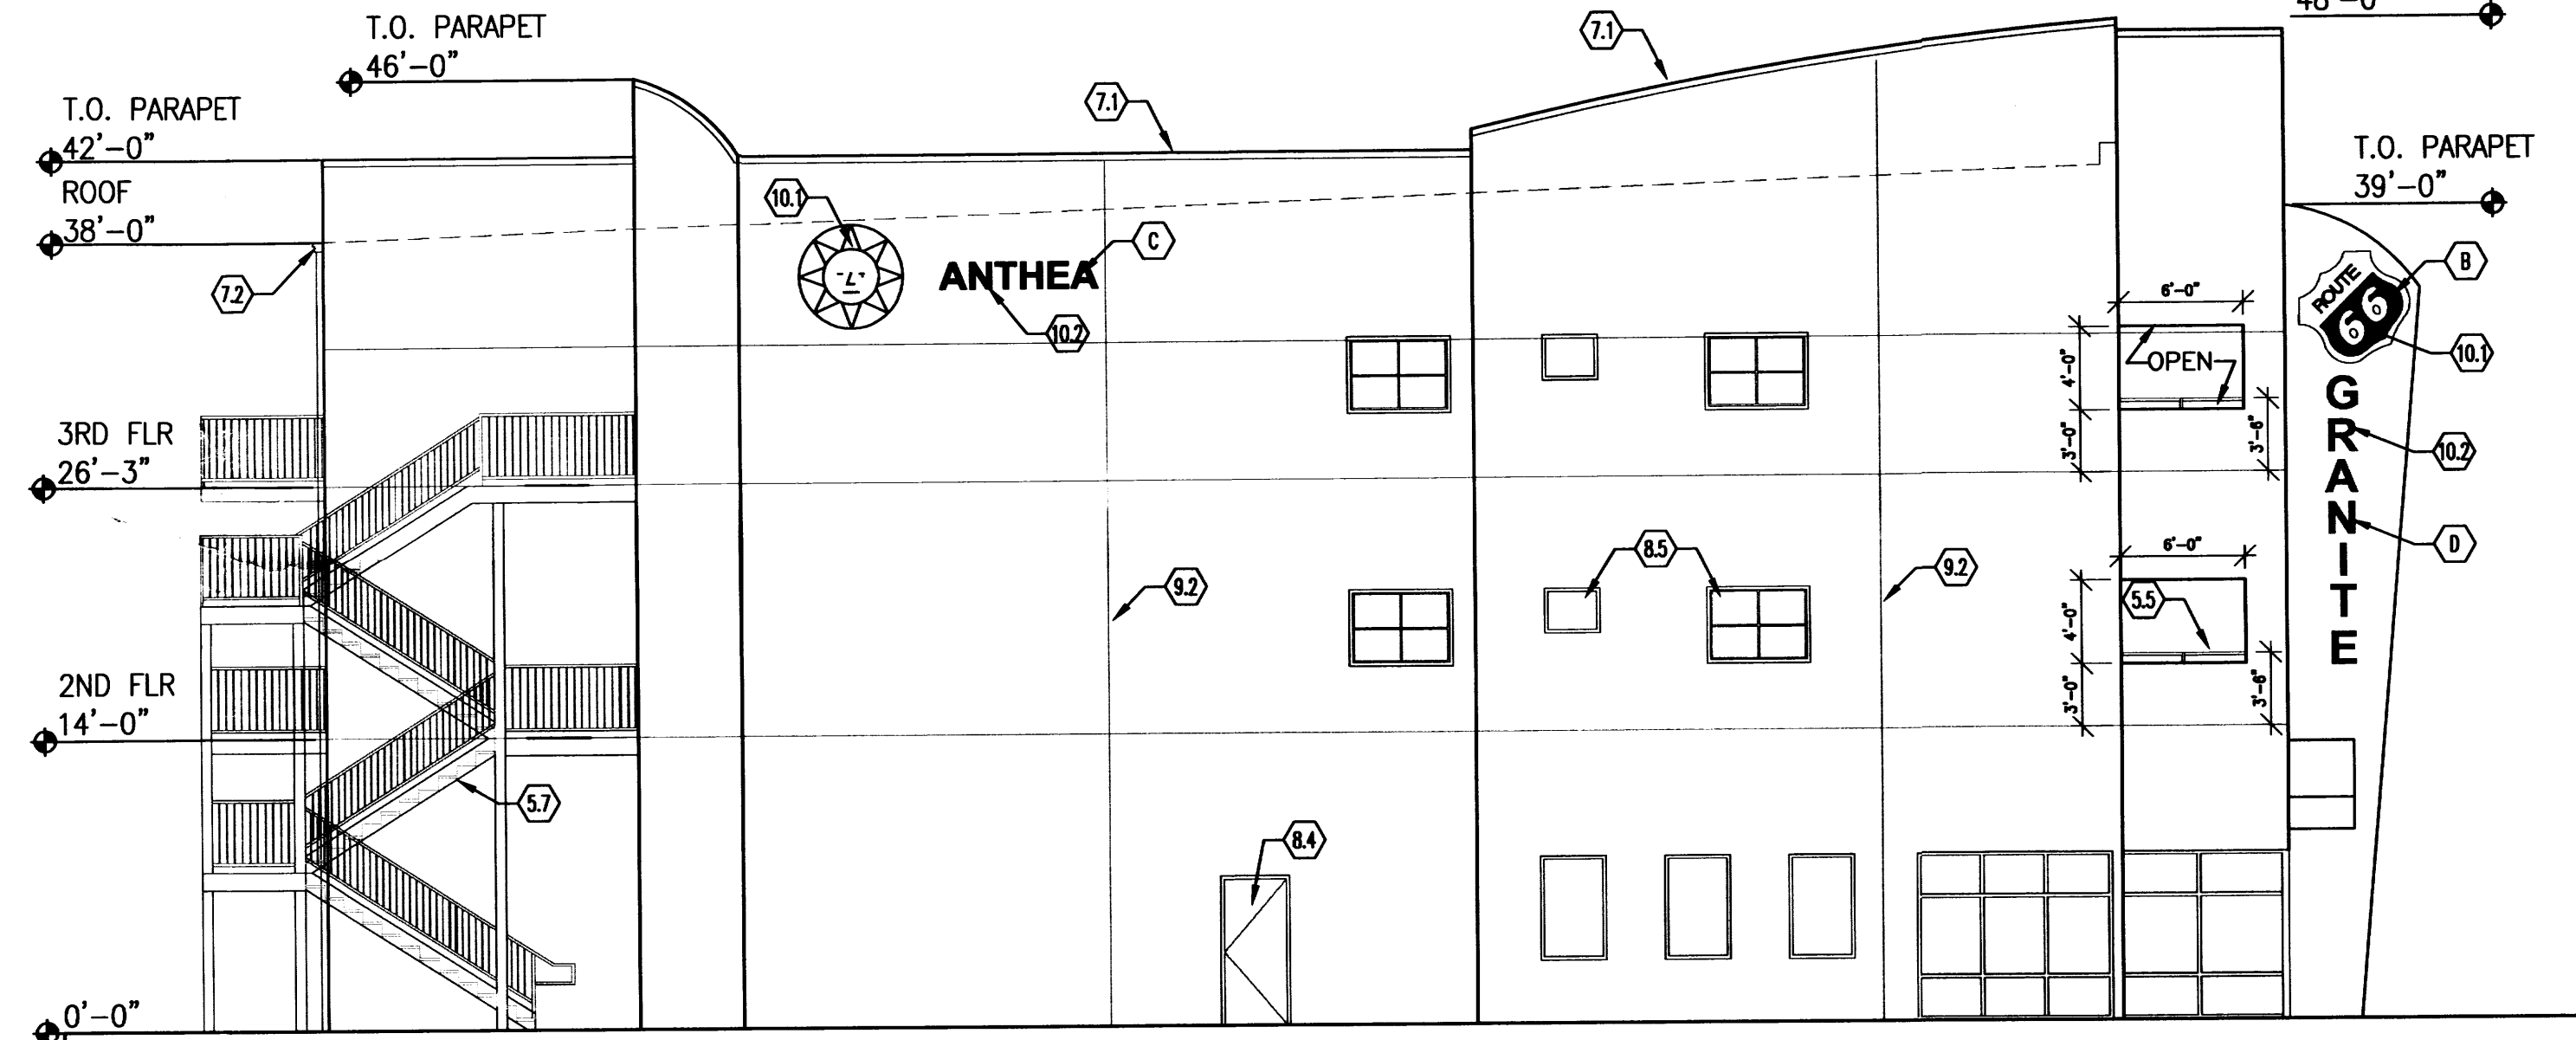 T.O. PARAPET
46'-0"
T.O. PARAPET
42'-0"
ROOF
38'-0"
7.2
3RD FLR
26'-3"
2ND FLR
14'-0"
0'-0"
5.7
10.1
ANTHEA
C
10.2
7.1
7.1
9.2
8.4
8.5
9.2
6'-0"
4'-0"
OPEN
3'-0"
3'-6"
6'-0"
4'-0"
5.5
3'-0"
3'-6"
48'-0"
T.O. PARAPET
39'-0"
ROUTE
66
B
10.1
GRANITE
10.2
D